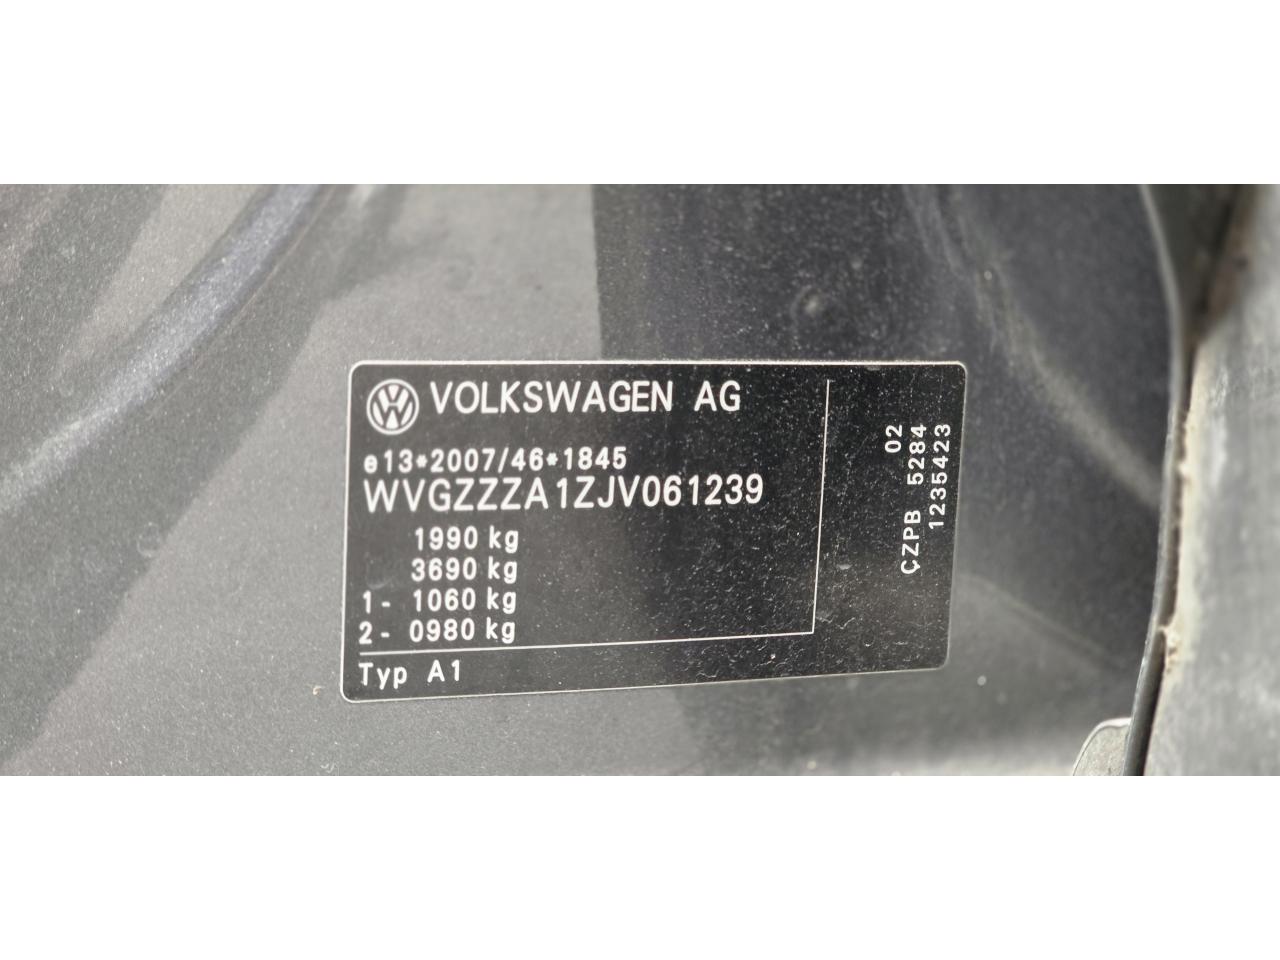 VOLKSWAGEN AG
e13*2007/46*1845
WVGZZZA1ZJV061239
1990 kg
3690 kg
1- 1060 kg
2- 0980 kg
Typ A1
02
ÇZPB 5284
1235423